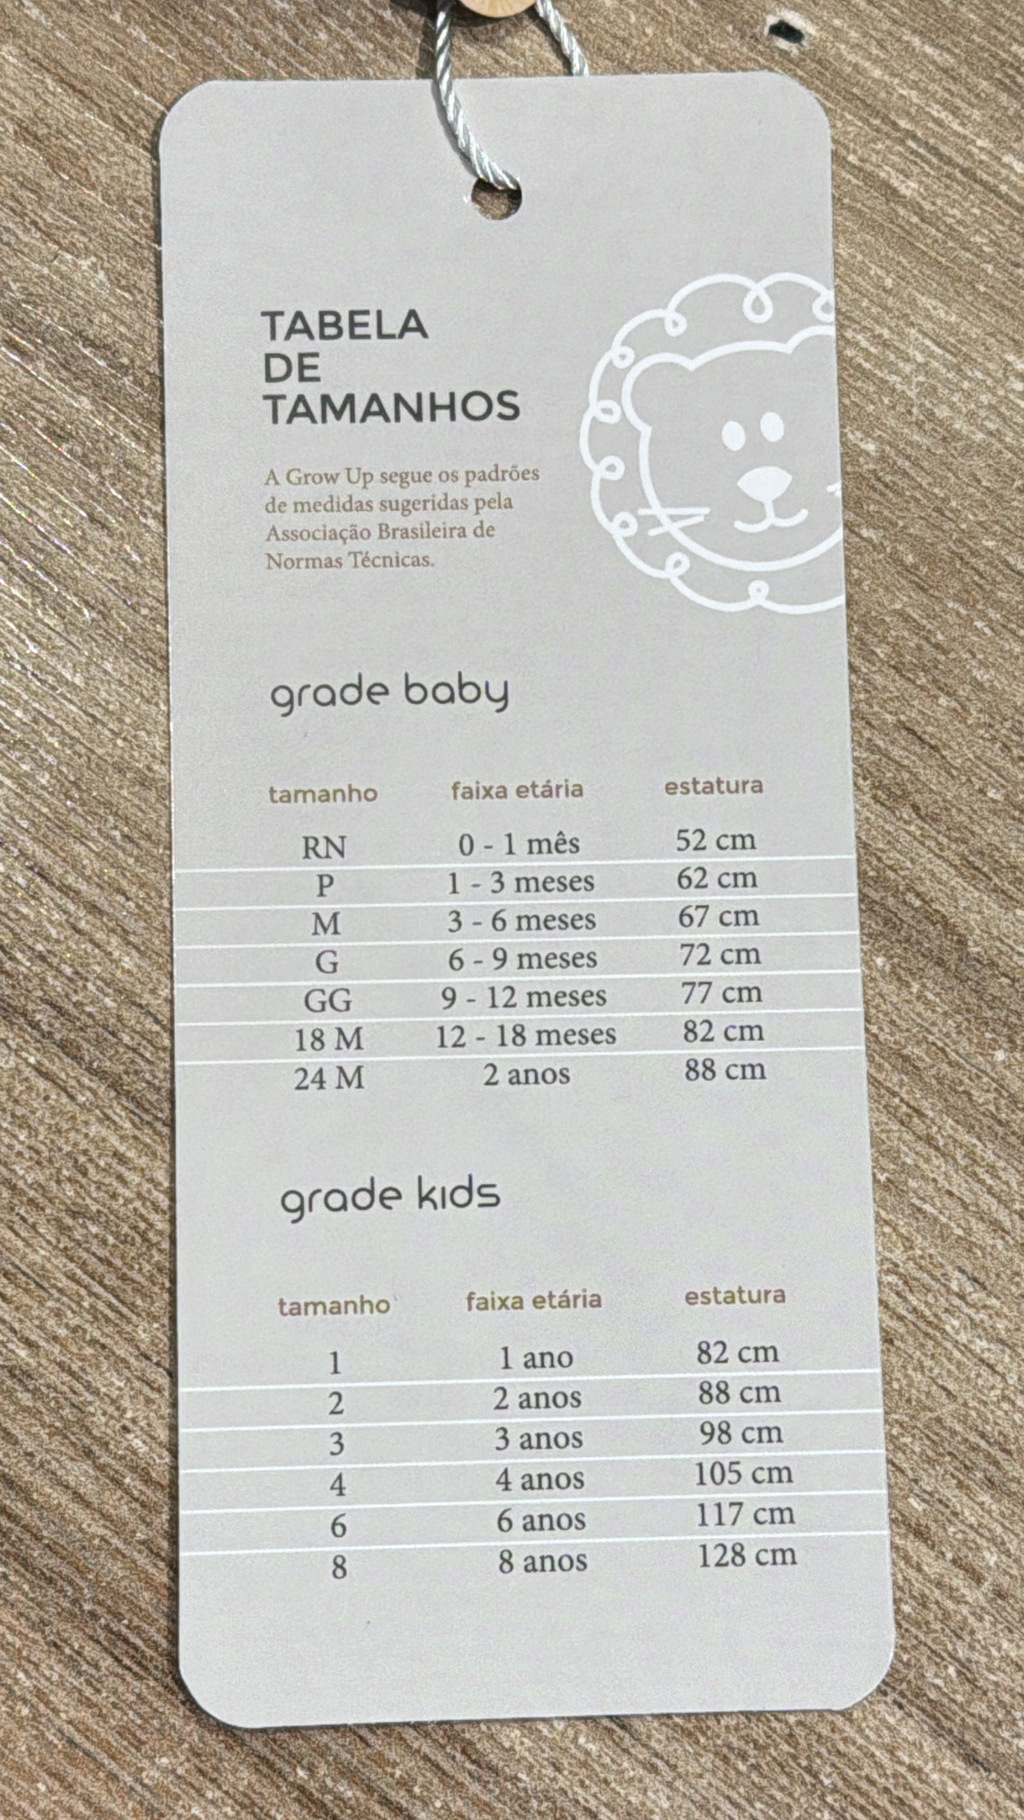 TABELA
DE
TAMANHOS
A Grow Up segue os padrões
de medidas sugeridas pela
Associação Brasileira de
Normas Técnicas.
grade baby
tamanho faixa etária estatura
RN 0 - 1 mês 52 cm
P 1 - 3 meses 62 cm
M 3 - 6 meses 67 cm
G 6 - 9 meses 72 cm
GG 9 - 12 meses 77 cm
18 M 12 - 18 meses 82 cm
24 M 2 anos 88 cm
grade kids
tamanho faixa etária estatura
1 1 ano 82 cm
2 2 anos 88 cm
3 3 anos 98 cm
4 4 anos 105 cm
6 6 anos 117 cm
8 8 anos 128 cm